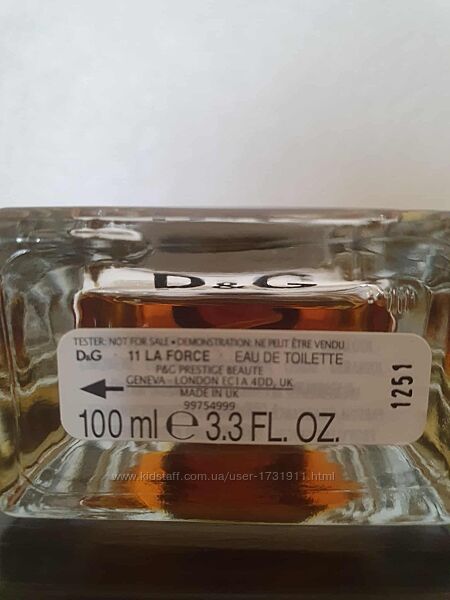 D&G
TESTER: NOT FOR SALE • DEMONSTRATION: NE PEUT ÊTRE VENDU
D&G 11 LA FORCE EAU DE TOILETTE
P&G PRESTIGE BEAUTE
GENEVA - LONDON EC1A 4DD, UK
MADE IN UK
99754999
100 ml ℮ 3.3 FL. OZ.
1251
www.kidstaff.com.ua/user-1731911.html